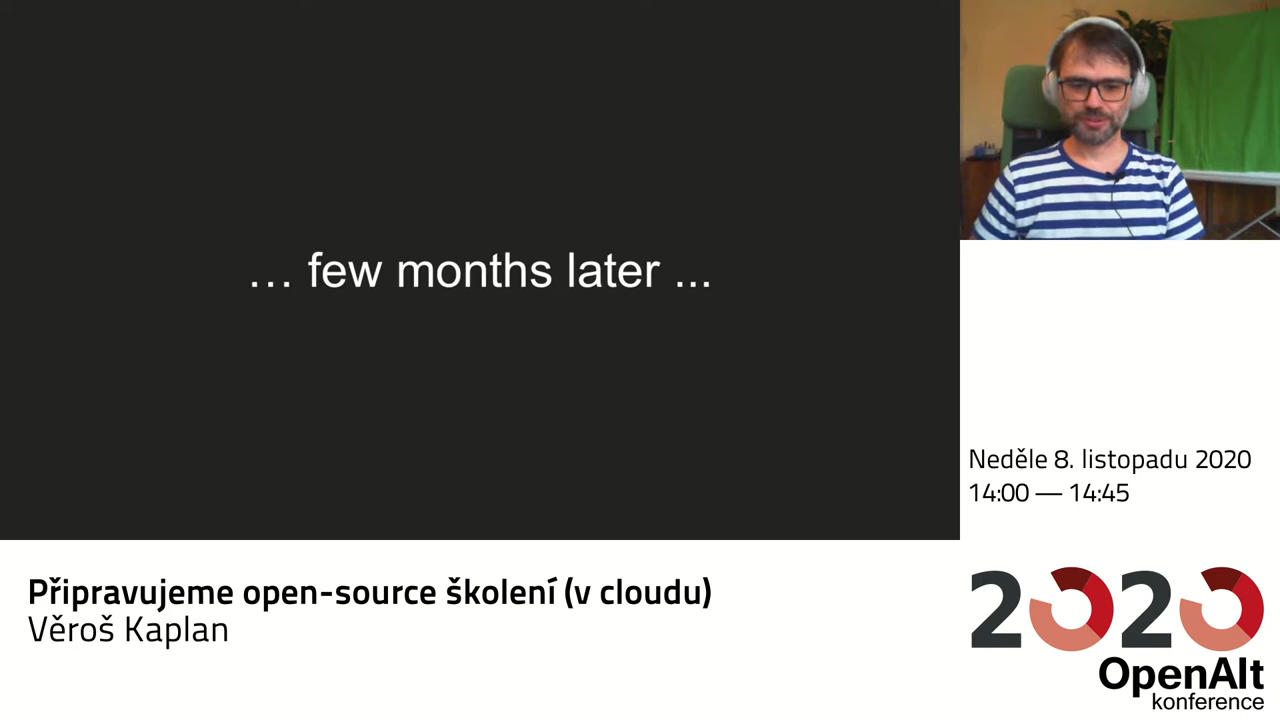 … few months later ...
Neděle 8. listopadu 2020
14:00 — 14:45
Připravujeme open-source školení (v cloudu)
Věroš Kaplan
2020
OpenAlt
konference